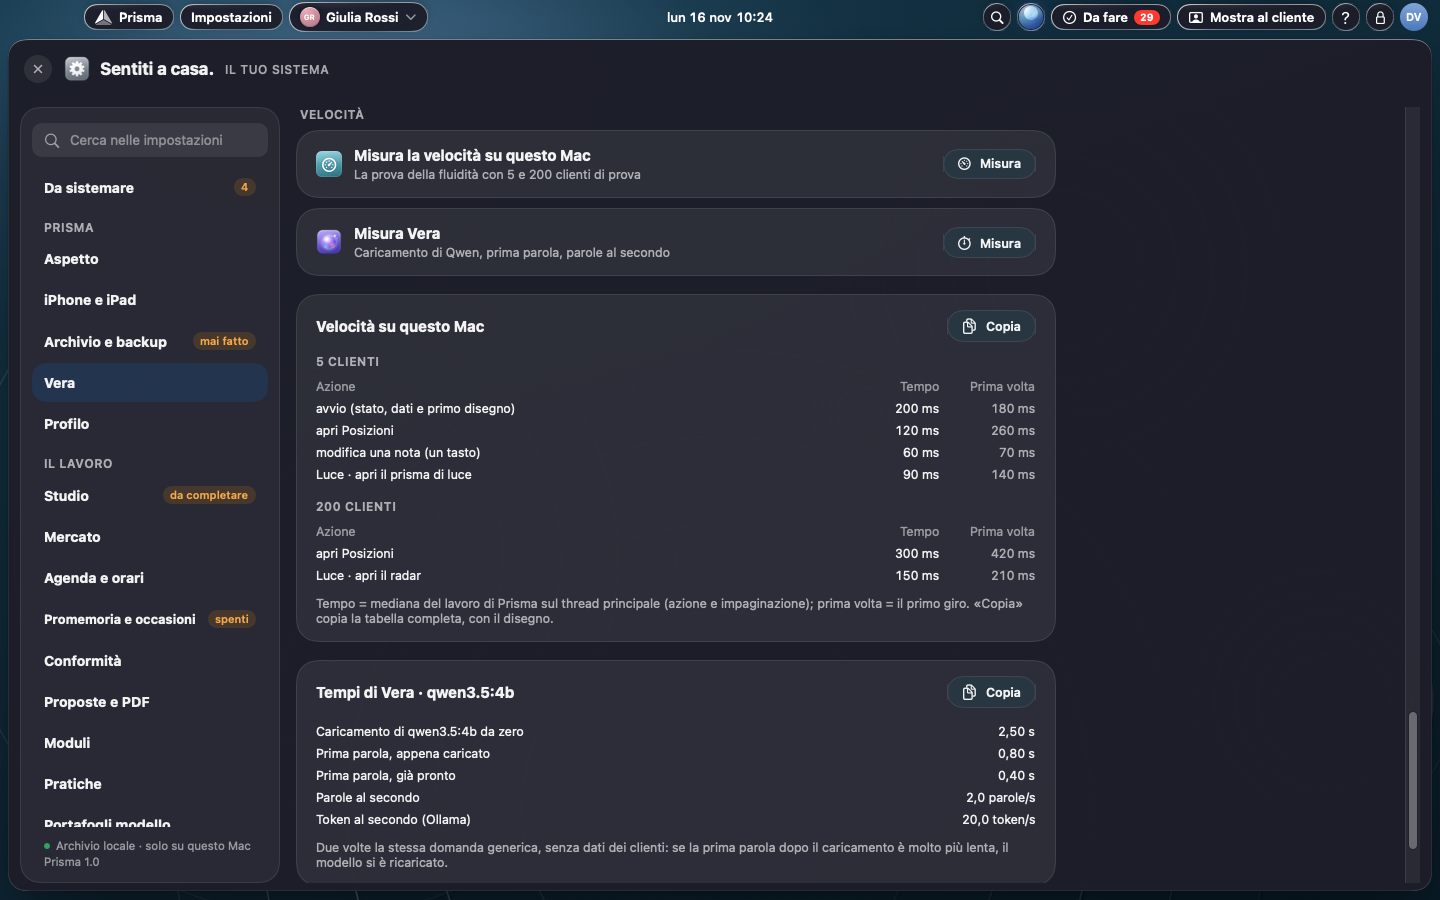 Prisma
Impostazioni
GR Giulia Rossi
lun 16 nov 10:24
Da fare 29
Mostra al cliente
?
DV
Sentiti a casa. IL TUO SISTEMA
Cerca nelle impostazioni
Da sistemare 4
PRISMA
Aspetto
iPhone e iPad
Archivio e backup mai fatto
Vera
Profilo
IL LAVORO
Studio da completare
Mercato
Agenda e orari
Promemoria e occasioni spenti
Conformità
Proposte e PDF
Moduli
Pratiche
Portafogli modello
Archivio locale · solo su questo Mac
Prisma 1.0
VELOCITÀ
Misura la velocità su questo Mac
La prova della fluidità con 5 e 200 clienti di prova
Misura
Misura Vera
Caricamento di Qwen, prima parola, parole al secondo
Misura
Velocità su questo Mac
Copia
5 CLIENTI
Azione Tempo Prima volta
avvio (stato, dati e primo disegno) 200 ms 180 ms
apri Posizioni 120 ms 260 ms
modifica una nota (un tasto) 60 ms 70 ms
Luce · apri il prisma di luce 90 ms 140 ms
200 CLIENTI
Azione Tempo Prima volta
apri Posizioni 300 ms 420 ms
Luce · apri il radar 150 ms 210 ms
Tempo = mediana del lavoro di Prisma sul thread principale (azione e impaginazione); prima volta = il primo giro. «Copia»
copia la tabella completa, con il disegno.
Tempi di Vera · qwen3.5:4b
Copia
Caricamento di qwen3.5:4b da zero 2,50 s
Prima parola, appena caricato 0,80 s
Prima parola, già pronto 0,40 s
Parole al secondo 2,0 parole/s
Token al secondo (Ollama) 20,0 token/s
Due volte la stessa domanda generica, senza dati dei clienti: se la prima parola dopo il caricamento è molto più lenta, il
modello si è ricaricato.